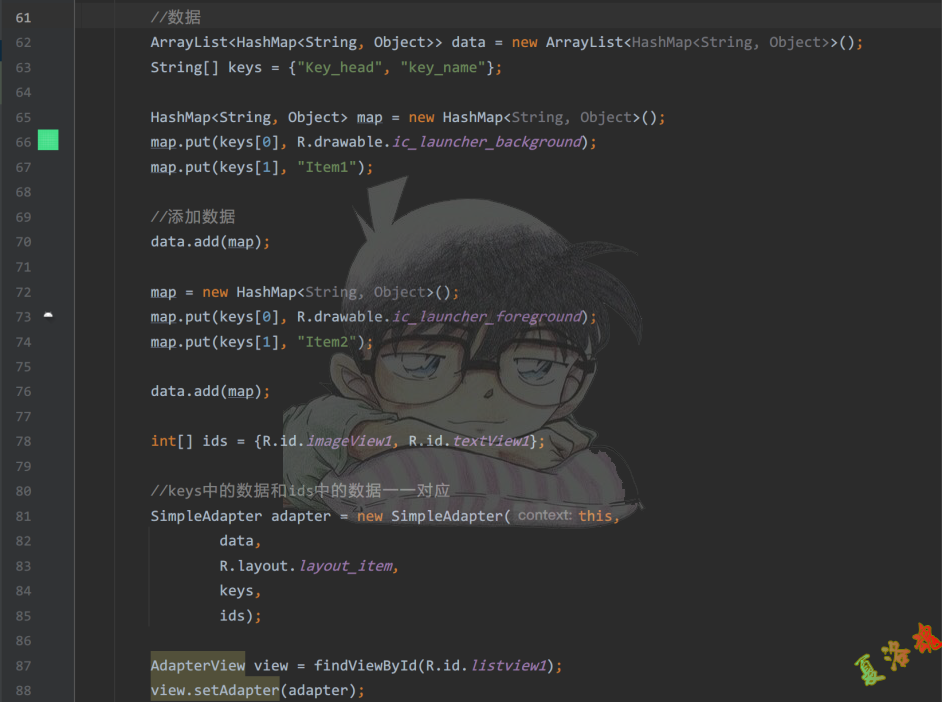 61 //数据
62 ArrayList<HashMap<String, Object>> data = new ArrayList<HashMap<String, Object>>();
63 String[] keys = {"Key_head", "key_name"};
64
65 HashMap<String, Object> map = new HashMap<String, Object>();
66 map.put(keys[0], R.drawable.ic_launcher_background);
67 map.put(keys[1], "Item1");
68
69 //添加数据
70 data.add(map);
71
72 map = new HashMap<String, Object>();
73 map.put(keys[0], R.drawable.ic_launcher_foreground);
74 map.put(keys[1], "Item2");
75
76 data.add(map);
77
78 int[] ids = {R.id.imageView1, R.id.textView1};
79
80 //keys中的数据和ids中的数据一一对应
81 SimpleAdapter adapter = new SimpleAdapter( context: this,
82 data,
83 R.layout.layout_item,
84 keys,
85 ids);
86
87 AdapterView view = findViewById(R.id.listview1);
88 view.setAdapter(adapter);